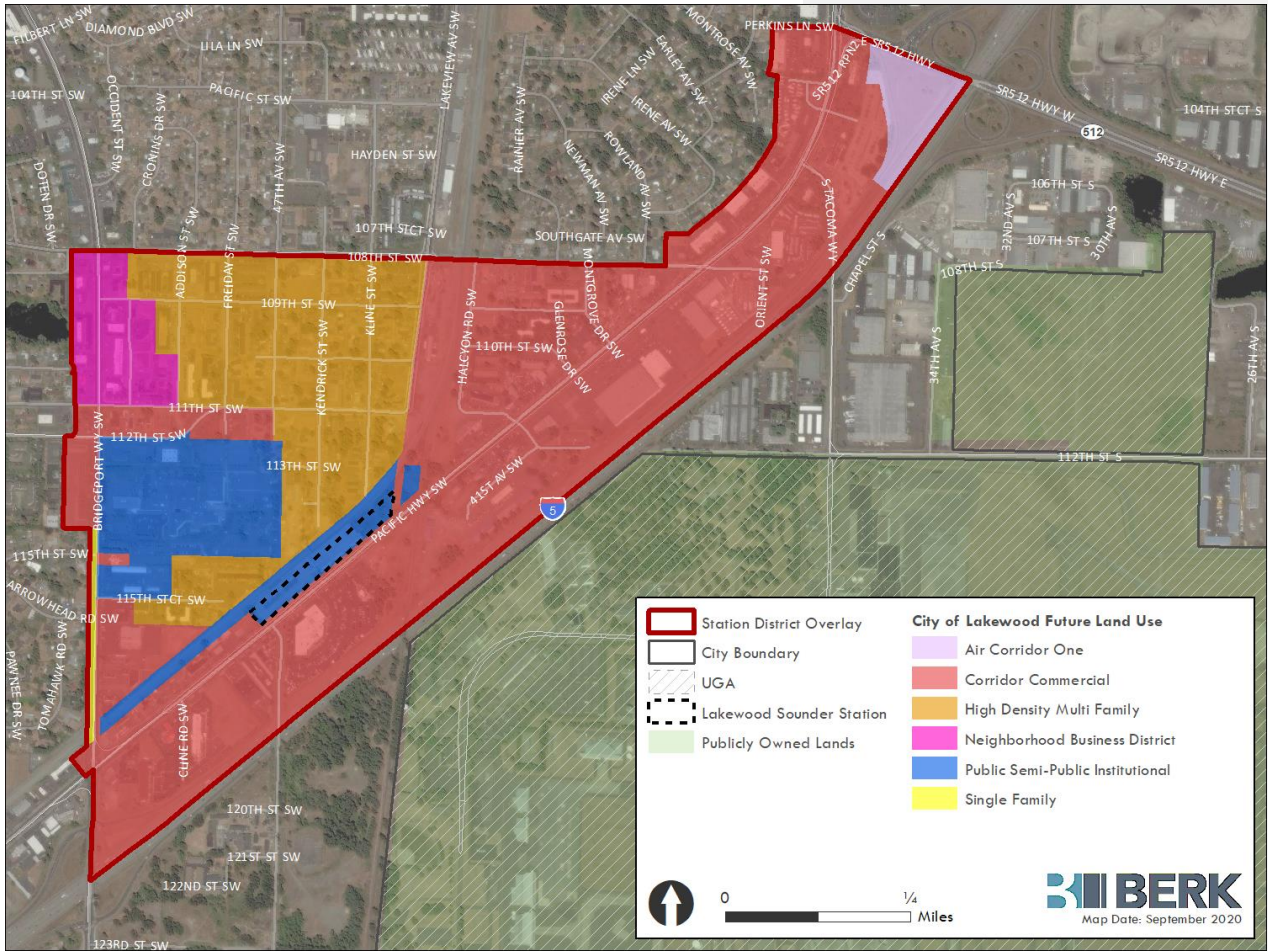 FILBERT LN SW
DIAMOND BLVD SW
LILA LN SW
104TH ST SW
OCCIDENT ST SW
PACIFIC ST SW
CRONINS DR SW
DOTEN DR SW
47TH AV SW
HAYDEN ST SW
LAKEVIEW AV SW
RAINIER AV SW
IRENE LN SW
EARLEY AV SW
MONTROSE AV SW
IRENE AV SW
ROWLAND AV SW
NEWMAN AV SW
SOUTHGATE AV SW
PERKINS LN SW
SR512 HWY
SR512 HWY W
512
SR512 HWY E
104TH STCT S
106TH ST S
107TH ST S
32ND AV S
30TH AV S
108TH ST S
34TH AV S
26TH AV S
112TH ST S
S TACOMA WY
CHAPEL ST S
ORIENT ST SW
107TH STCT SW
108TH ST SW
ADDISON ST SW
FREIDAY ST SW
109TH ST SW
KLINE ST SW
KENDRICK ST SW
HALCYON RD SW
110TH ST SW
GLENROSE DR SW
MONTGROVE DR SW
111TH ST SW
112TH ST SW
113TH ST SW
BRIDGEPORT WY SW
PACIFIC HWY SW
41ST AV SW
5
115TH ST SW
115TH STCT SW
ARROWHEAD RD SW
TOMAHAWK RD SW
PAWNEE DR SW
CLINE RD SW
120TH ST SW
121ST ST SW
122ND ST SW
123RD ST SW
Station District Overlay
City Boundary
UGA
Lakewood Sounder Station
Publicly Owned Lands
City of Lakewood Future Land Use
Air Corridor One
Corridor Commercial
High Density Multi Family
Neighborhood Business District
Public Semi-Public Institutional
Single Family
0
¼
Miles
BERK
Map Date: September 2020